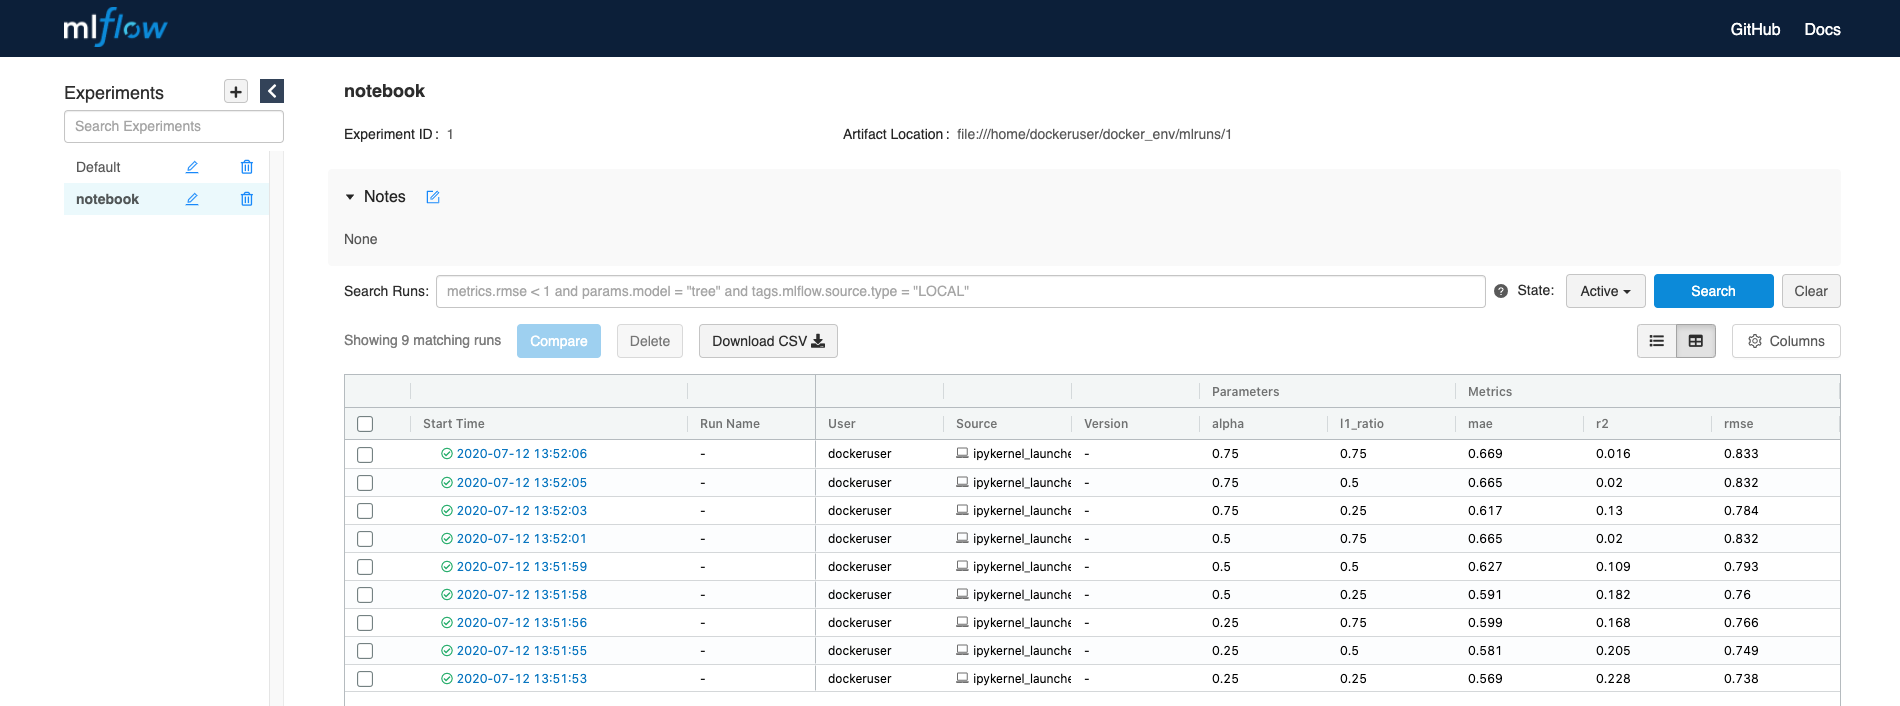 mlflow
GitHub Docs
Experiments
Search Experiments
Default
notebook
notebook
Experiment ID: 1
Artifact Location: file:///home/dockeruser/docker_env/mlruns/1
Notes
None
Search Runs: metrics.rmse < 1 and params.model = "tree" and tags.mlflow.source.type = "LOCAL" ? State: Active Search Clear
Showing 9 matching runs Compare Delete Download CSV Columns
Parameters Metrics
Start Time Run Name User Source Version alpha l1_ratio mae r2 rmse
2020-07-12 13:52:06 - dockeruser ipykernel_launche - 0.75 0.75 0.669 0.016 0.833
2020-07-12 13:52:05 - dockeruser ipykernel_launche - 0.75 0.5 0.665 0.02 0.832
2020-07-12 13:52:03 - dockeruser ipykernel_launche - 0.75 0.25 0.617 0.13 0.784
2020-07-12 13:52:01 - dockeruser ipykernel_launche - 0.5 0.75 0.665 0.02 0.832
2020-07-12 13:51:59 - dockeruser ipykernel_launche - 0.5 0.5 0.627 0.109 0.793
2020-07-12 13:51:58 - dockeruser ipykernel_launche - 0.5 0.25 0.591 0.182 0.76
2020-07-12 13:51:56 - dockeruser ipykernel_launche - 0.25 0.75 0.599 0.168 0.766
2020-07-12 13:51:55 - dockeruser ipykernel_launche - 0.25 0.5 0.581 0.205 0.749
2020-07-12 13:51:53 - dockeruser ipykernel_launche - 0.25 0.25 0.569 0.228 0.738